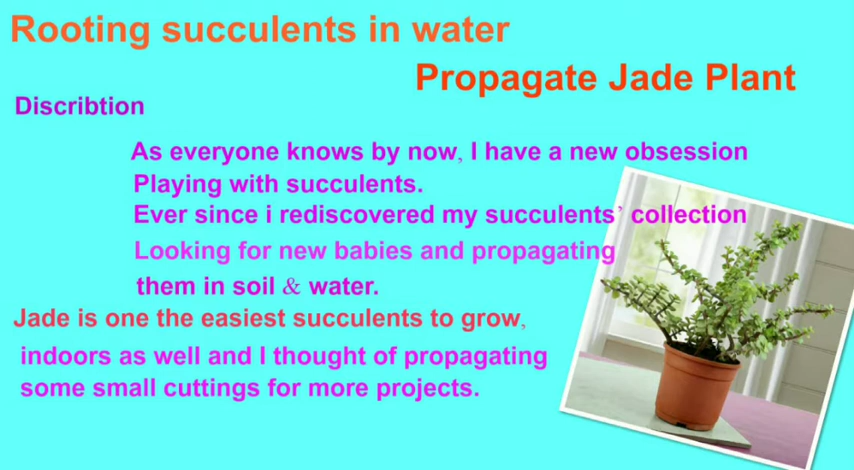 Rooting succulents in water
Propagate Jade Plant
Discribtion
As everyone knows by now, I have a new obsession
Playing with succulents.
Ever since i rediscovered my succulents’ collection
Looking for new babies and propagating
them in soil & water.
Jade is one the easiest succulents to grow,
indoors as well and I thought of propagating
some small cuttings for more projects.